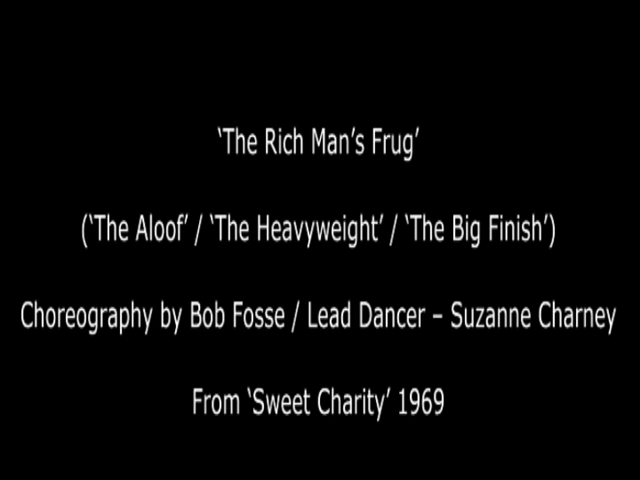 ‘The Rich Man’s Frug’
(‘The Aloof’ / ‘The Heavyweight’ / ‘The Big Finish’)
Choreography by Bob Fosse / Lead Dancer – Suzanne Charney
From ‘Sweet Charity’ 1969